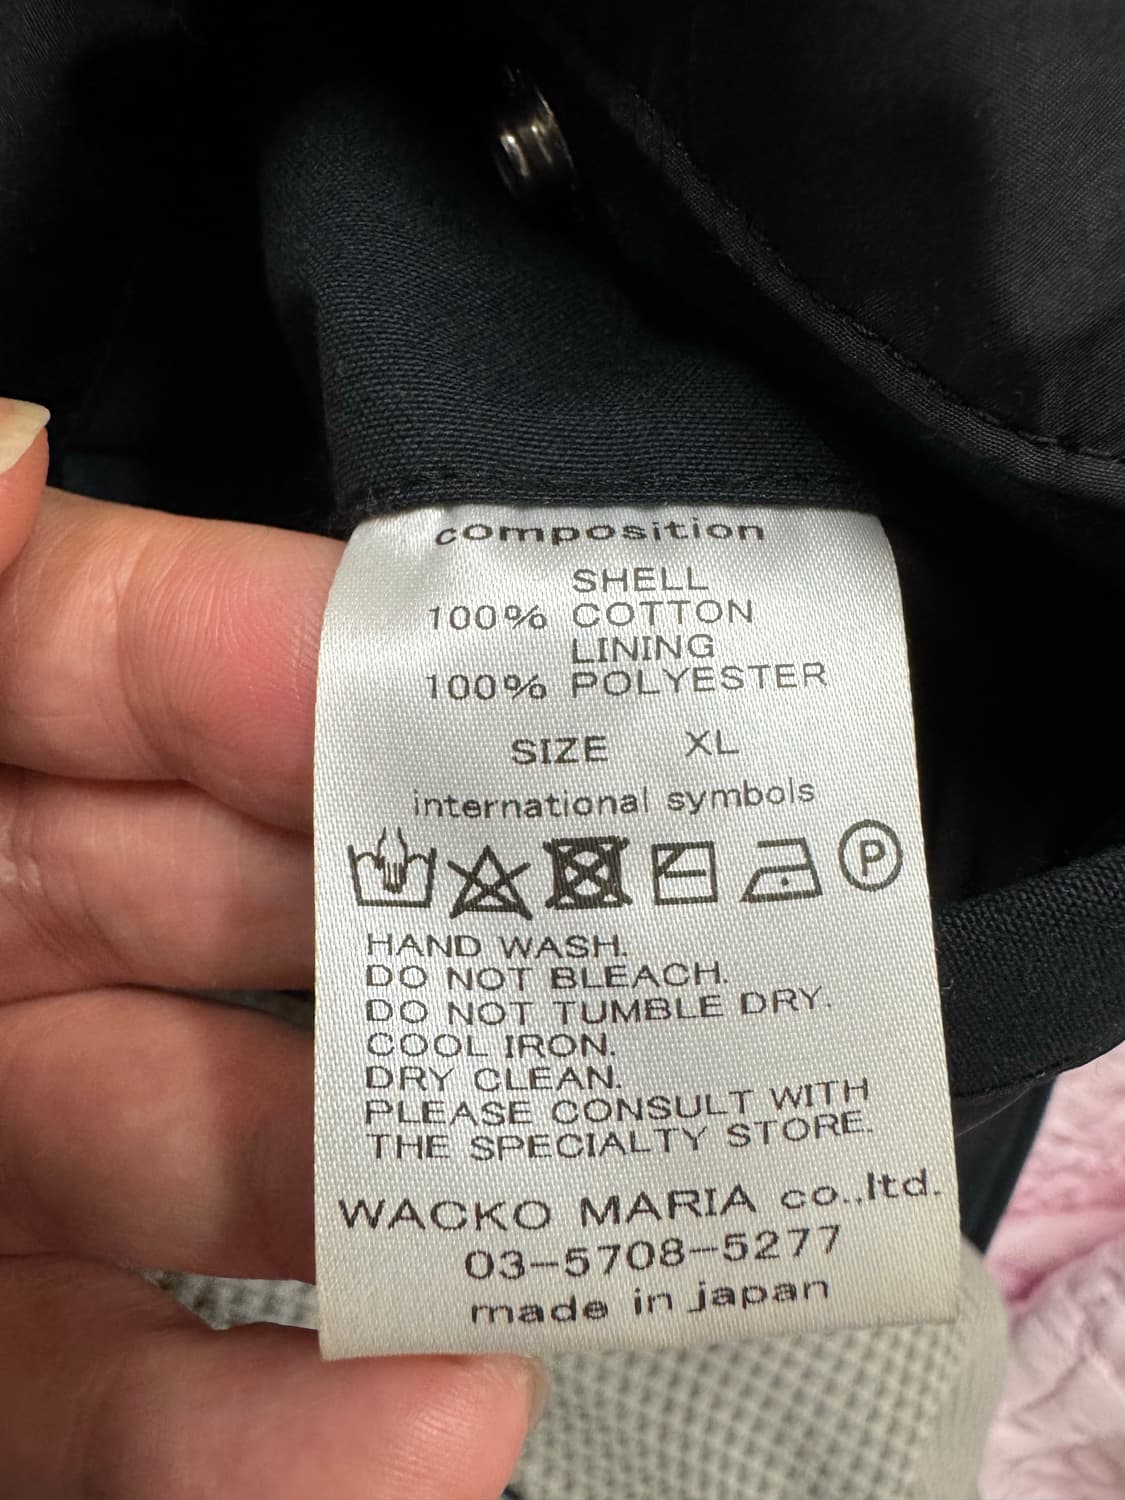 composition
SHELL
100% COTTON
LINING
100% POLYESTER
SIZE XL
international symbols
P
HAND WASH.
DO NOT BLEACH.
DO NOT TUMBLE DRY.
COOL IRON.
DRY CLEAN.
PLEASE CONSULT WITH
THE SPECIALTY STORE.
WACKO MARIA co.,ltd.
03-5708-5277
made in japan